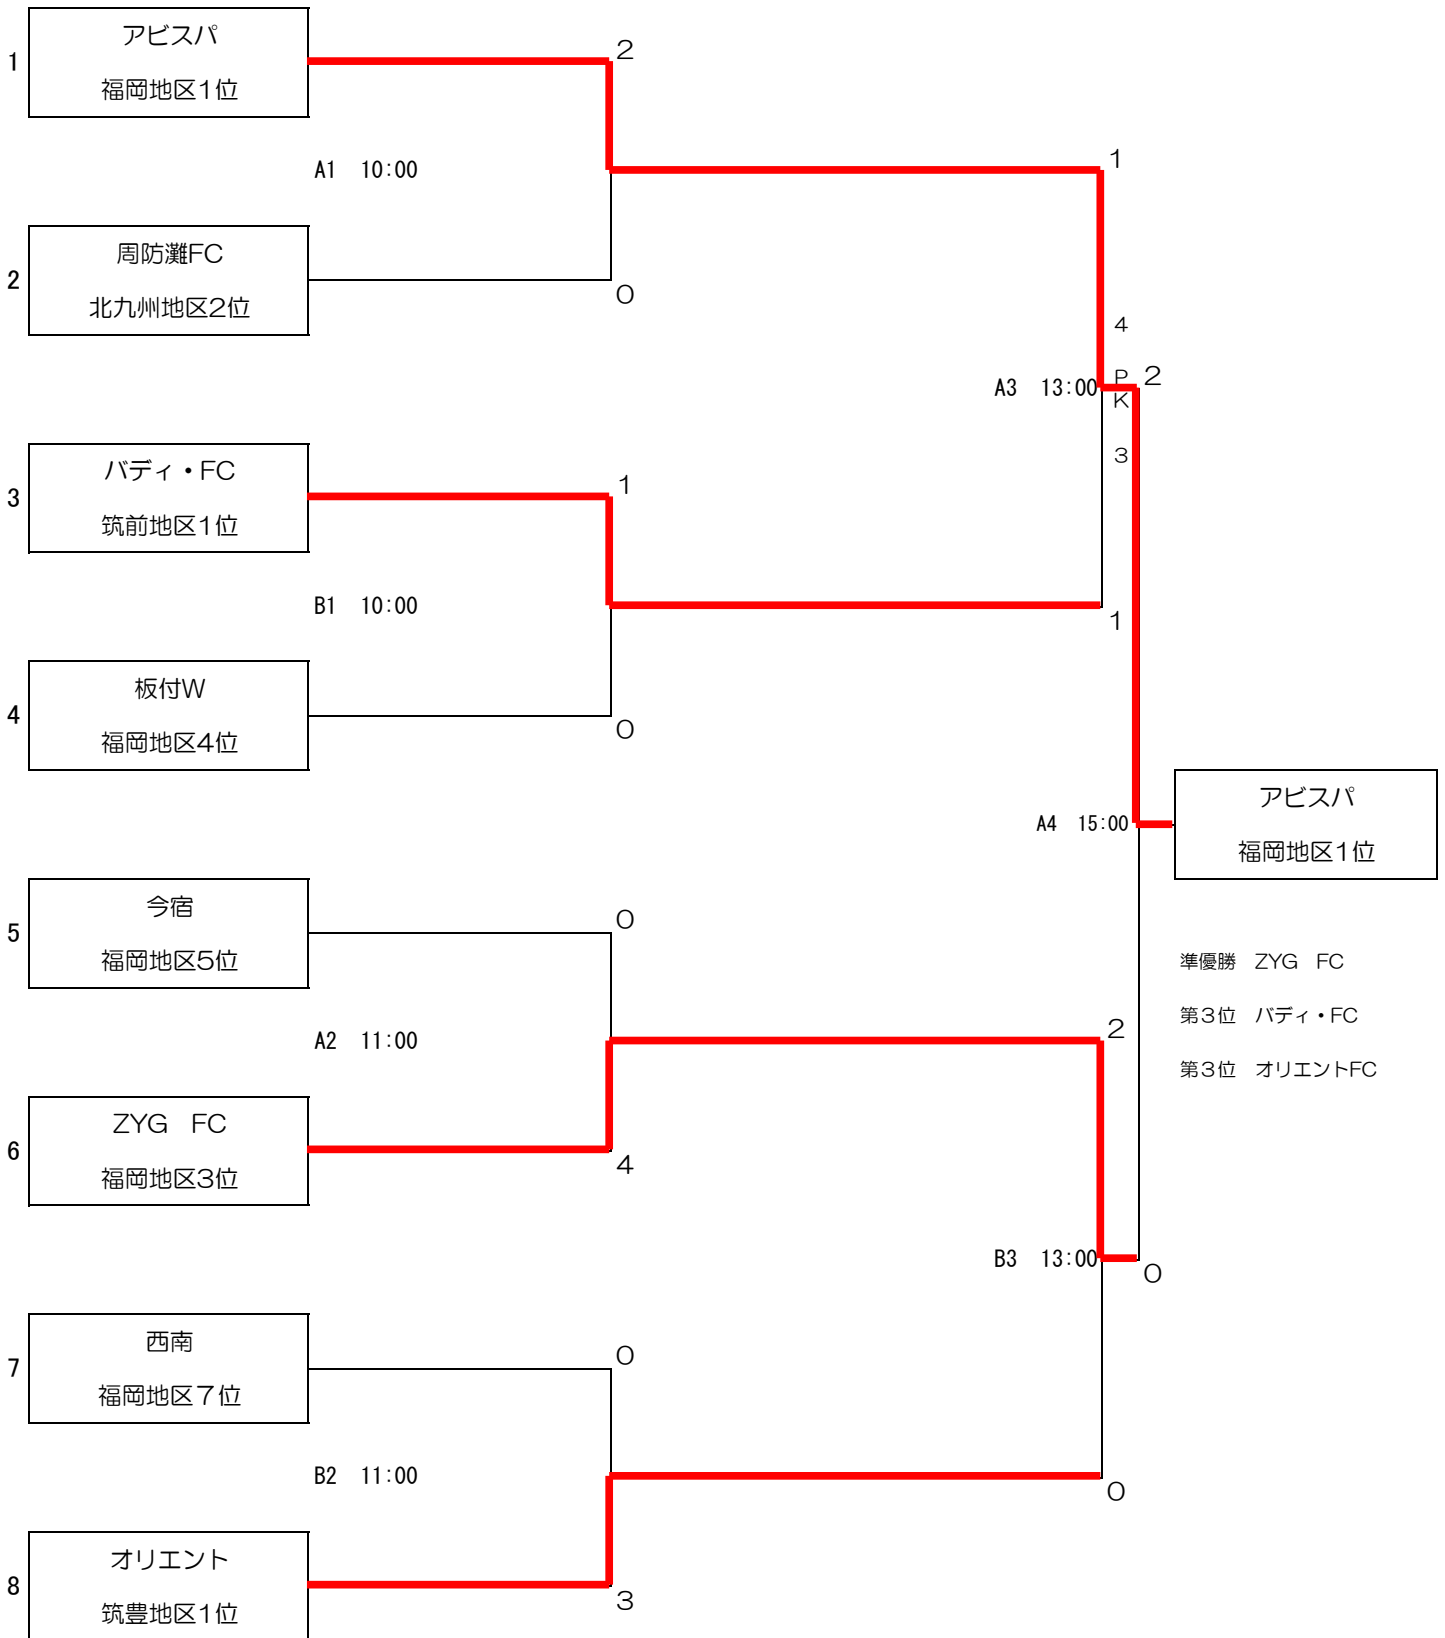 アビスパ
1
福岡地区1位
2
A1 10:00
1
周防灘FC
2
北九州地区2位
0
4
A3 13:00
PK
2
3
バディ・FC
3
筑前地区1位
1
B1 10:00
1
板付W
4
福岡地区4位
0
アビスパ
A4 15:00
福岡地区1位
今宿
5
福岡地区5位
0
準優勝 ZYG FC
第3位 バディ・FC
第3位 オリエントFC
A2 11:00
2
ZYG FC
6
福岡地区3位
4
B3 13:00
0
西南
7
福岡地区7位
0
B2 11:00
0
オリエント
8
筑豊地区1位
3